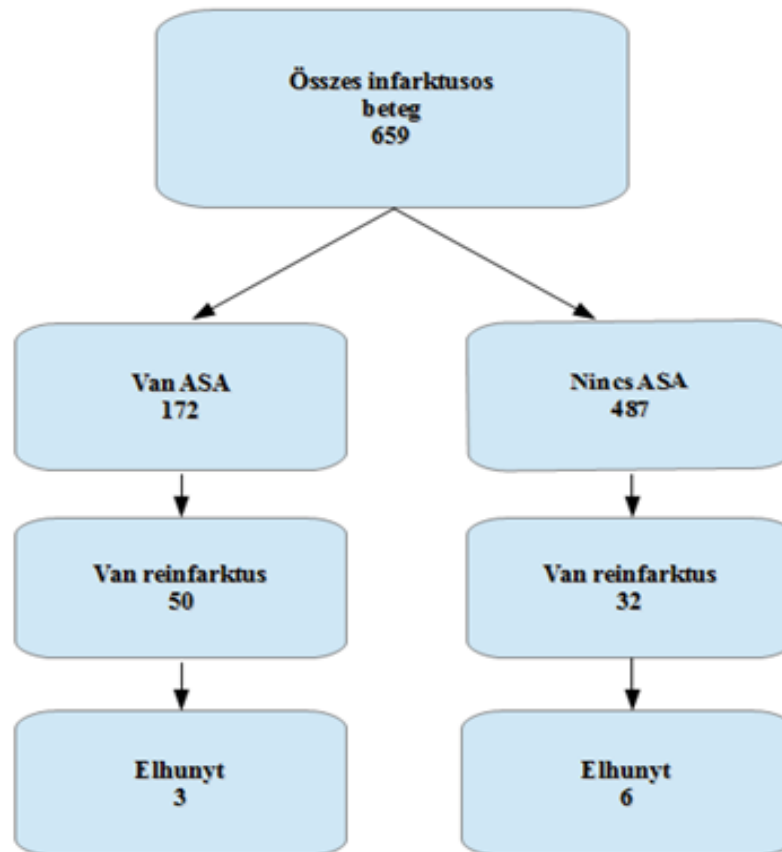 Összes infarktusos
beteg
659
Van ASA
172
Nincs ASA
487
Van reinfarktus
50
Van reinfarktus
32
Elhunyt
3
Elhunyt
6